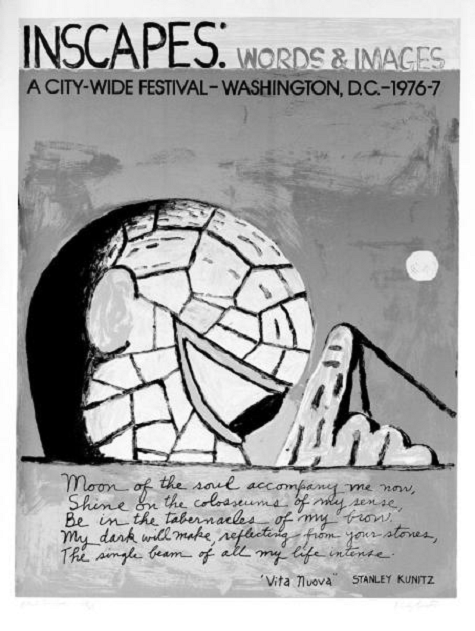 INSCAPES: WORDS & IMAGES
A CITY-WIDE FESTIVAL - WASHINGTON, D.C. - 1976-7
Moon of the soul accompany me now,
Shine on the colosseums of my sense,
Be in the tabernacles of my brow.
My dark will make, reflecting from your stones,
The single beam of all my life intense.
"Vita Nuova" STANLEY KUNITZ